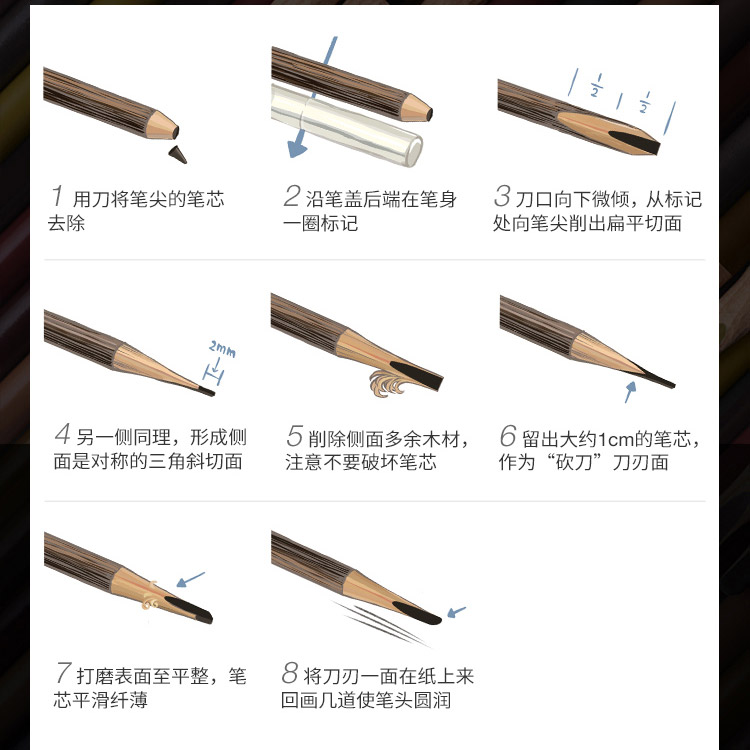 1 用刀将笔尖的笔芯
去除
2 沿笔盖后端在笔身
一圈标记
1/2 1/2
3 刀口向下微倾，从标记
处向笔尖削出扁平切面
2mm
4 另一侧同理，形成侧
面是对称的三角斜切面
5 削除侧面多余木材，
注意不要破坏笔芯
6 留出大约1cm的笔芯，
作为“砍刀”刀刃面
7 打磨表面至平整，笔
芯平滑纤薄
8 将刀刃一面在纸上来
回画几道使笔头圆润